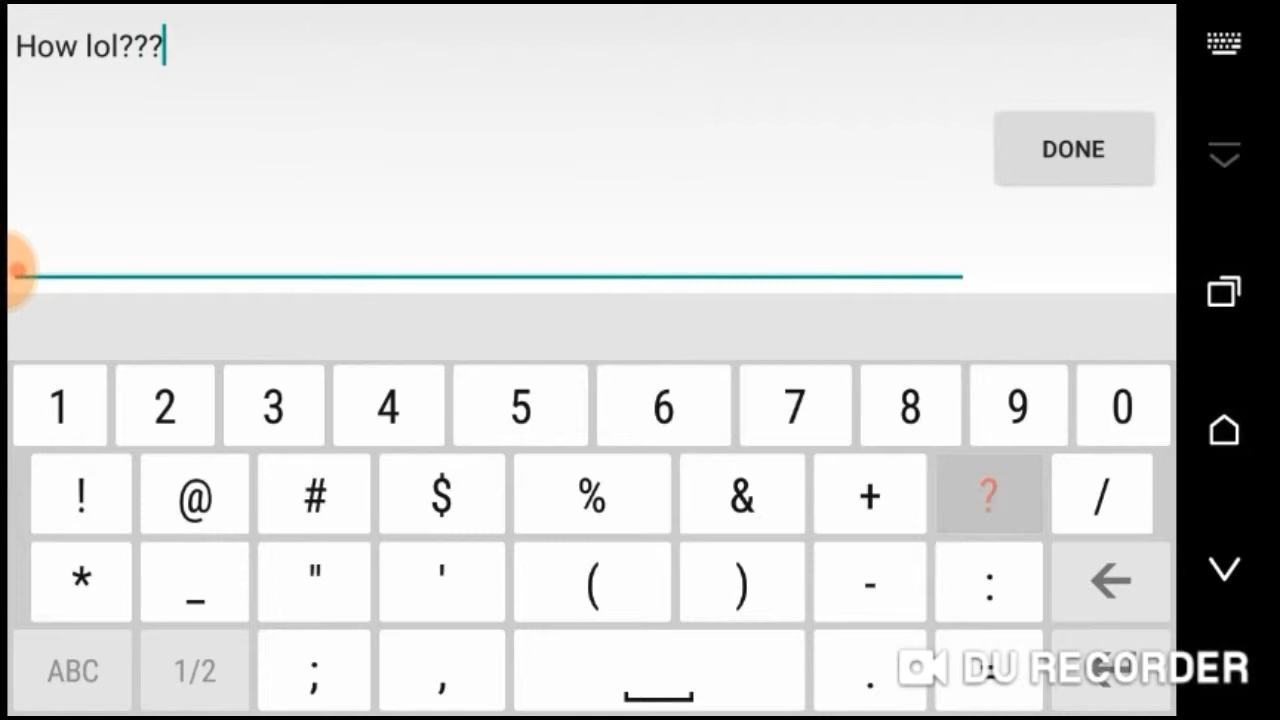 How lol???
DONE
1 2 3 4 5 6 7 8 9 0
! @ # $ % & + ? /
* _ " ' ( ) - :
ABC 1/2 ; , .
DU RECORDER